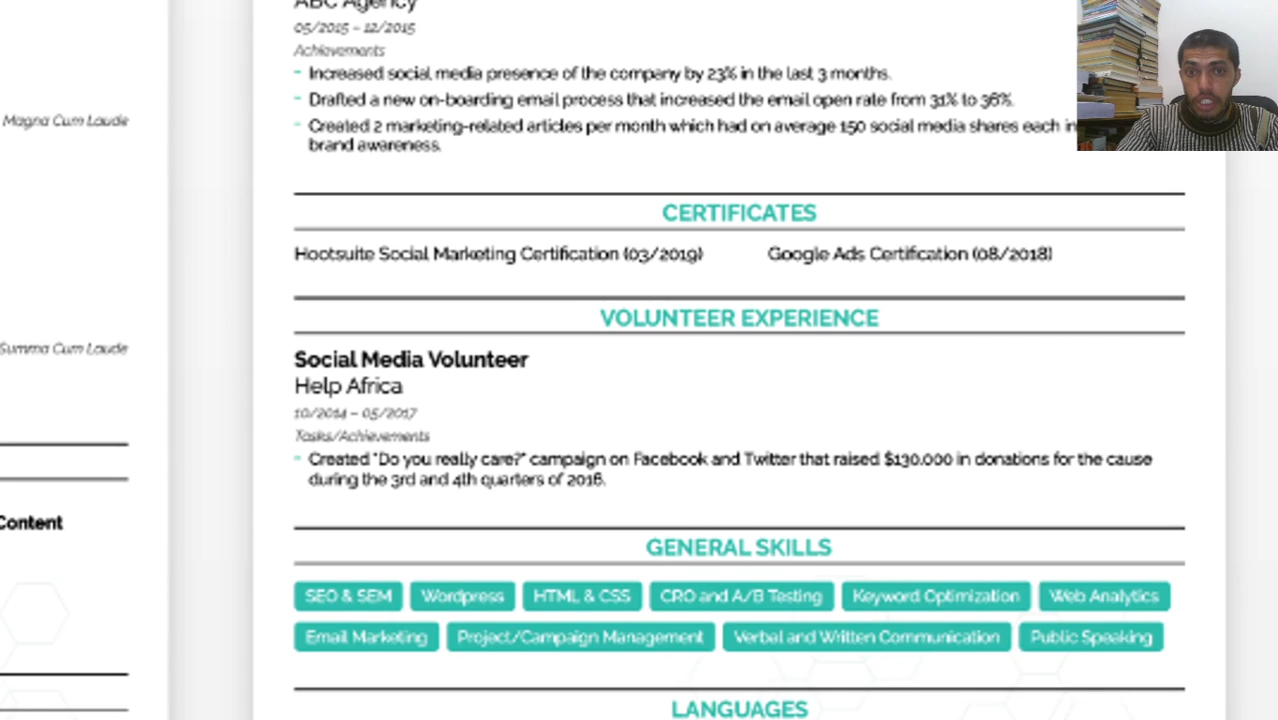 ABC Agency
05/2015 – 12/2015
Achievements
- Increased social media presence of the company by 23% in the last 3 months.
- Drafted a new on-boarding email process that increased the email open rate from 31% to 36%.
- Created 2 marketing-related articles per month which had on average 150 social media shares each in
brand awareness.
Magna Cum Laude
CERTIFICATES
Hootsuite Social Marketing Certification (03/2019)
Google Ads Certification (08/2018)
VOLUNTEER EXPERIENCE
Social Media Volunteer
Help Africa
10/2014 – 05/2017
Tasks/Achievements
- Created "Do you really care?" campaign on Facebook and Twitter that raised $130.000 in donations for the cause
during the 3rd and 4th quarters of 2016.
Summa Cum Laude
Content
GENERAL SKILLS
SEO & SEM Wordpress HTML & CSS CRO and A/B Testing Keyword Optimization Web Analytics
Email Marketing Project/Campaign Management Verbal and Written Communication Public Speaking
LANGUAGES